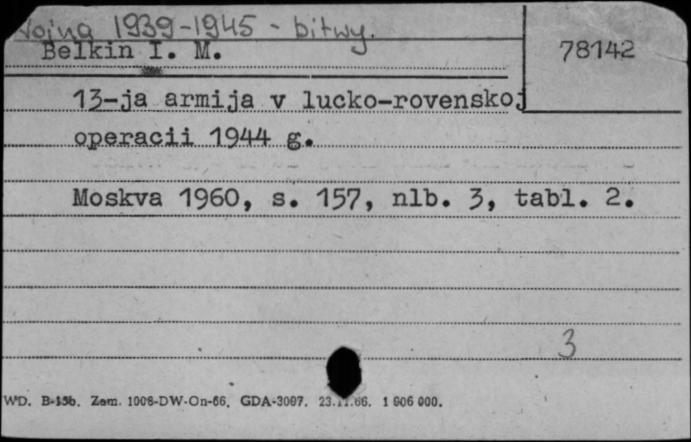 Wojna 1939-1945 - bitwy.
Belkin I. M.
78142
13-ja armija v lucko-rovenskoj
operacii 1944 g.
Moskva 1960, s. 157, nlb. 3, tabl. 2.
3
WD. B-15b. Zam. 1008-DW-On-66. GDA-3097. 23.11.66. 1 906 000.